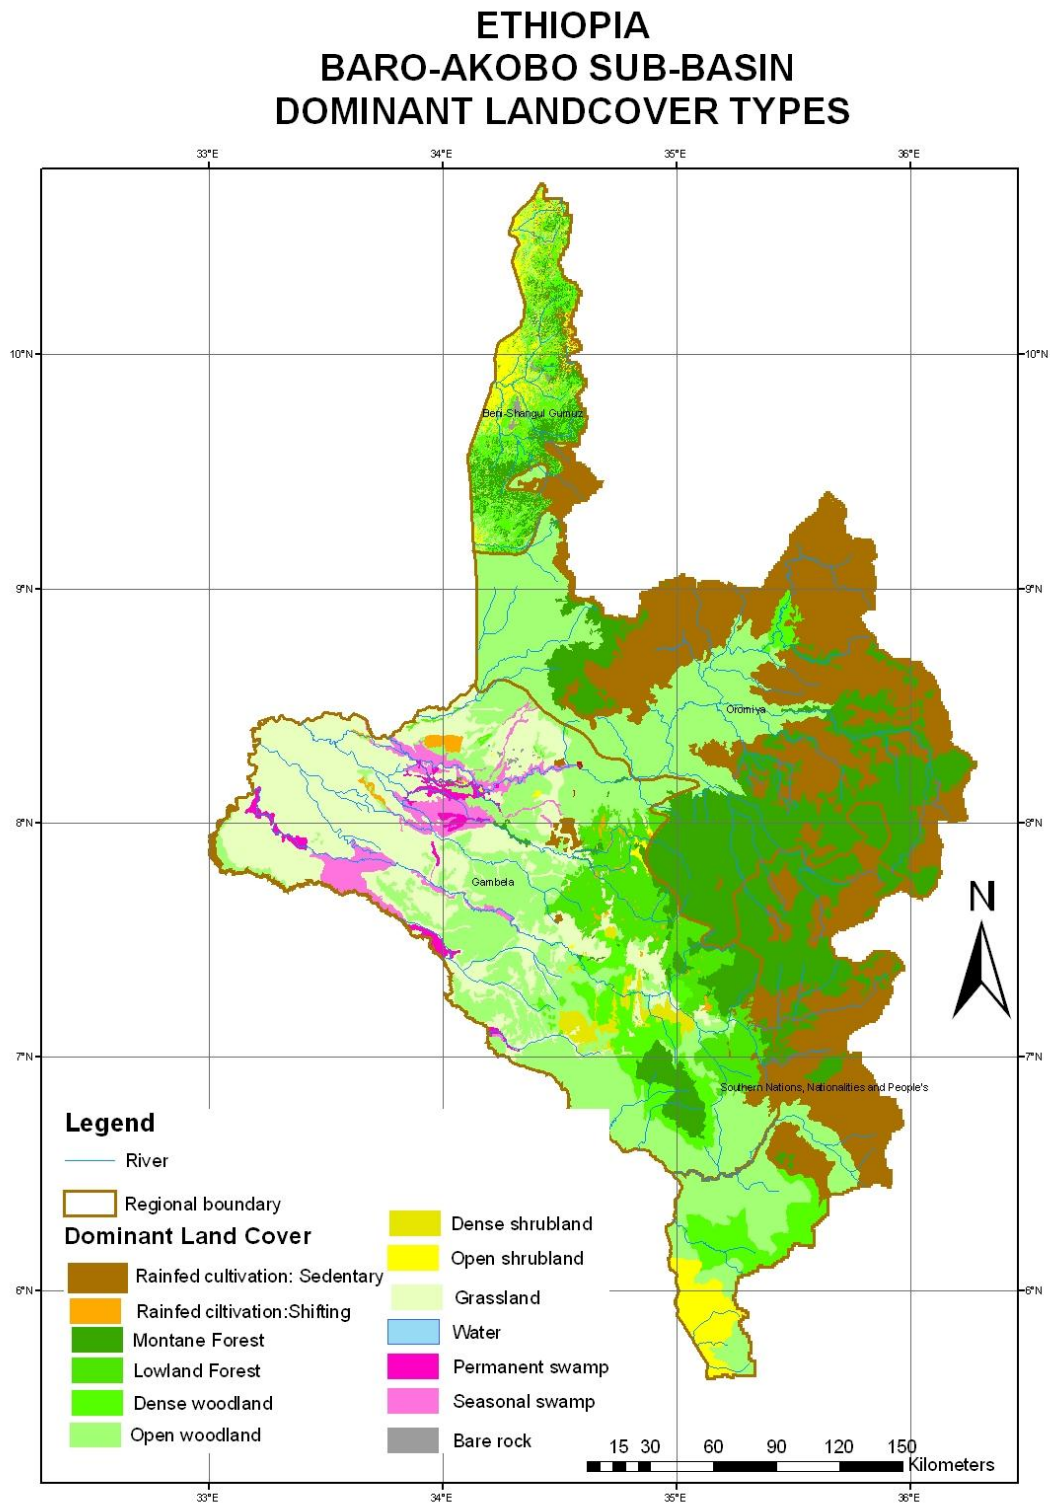 ETHIOPIA
BARO-AKOBO SUB-BASIN
DOMINANT LANDCOVER TYPES
33°E 34°E 35°E 36°E
10°N 10°N
Beni-Shangul Gumuz
9°N 9°N
Oromiya
8°N 8°N
Gambela
N
7°N 7°N
Southern Nations, Nationalities and People's
6°N 6°N
Legend
River
Regional boundary
Dominant Land Cover
Rainfed cultivation: Sedentary
Rainfed ciltivation:Shifting
Montane Forest
Lowland Forest
Dense woodland
Open woodland
Dense shrubland
Open shrubland
Grassland
Water
Permanent swamp
Seasonal swamp
Bare rock
15 30 60 90 120 150
Kilometers
33°E 34°E 35°E 36°E